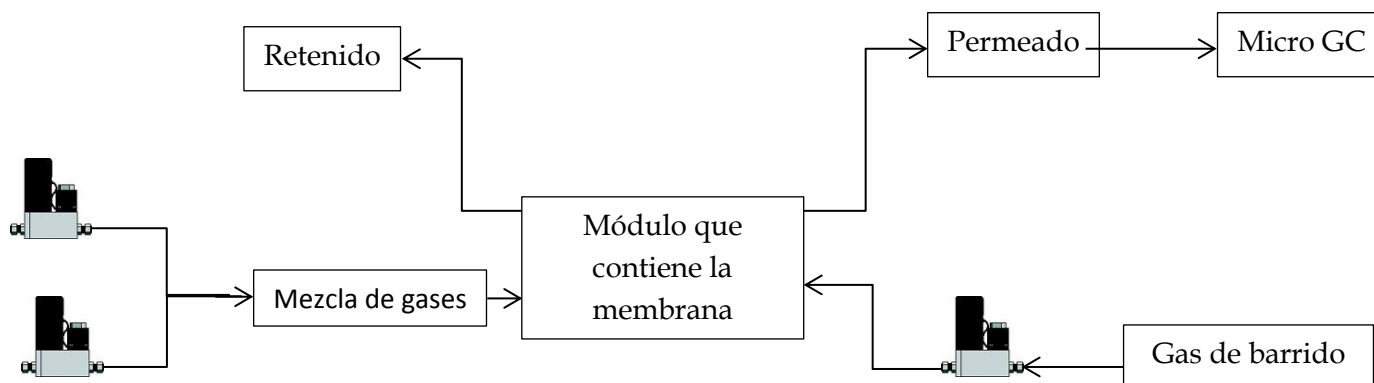 Retenido
Permeado
Micro GC
Módulo que
contiene la
membrana
Mezcla de gases
Gas de barrido